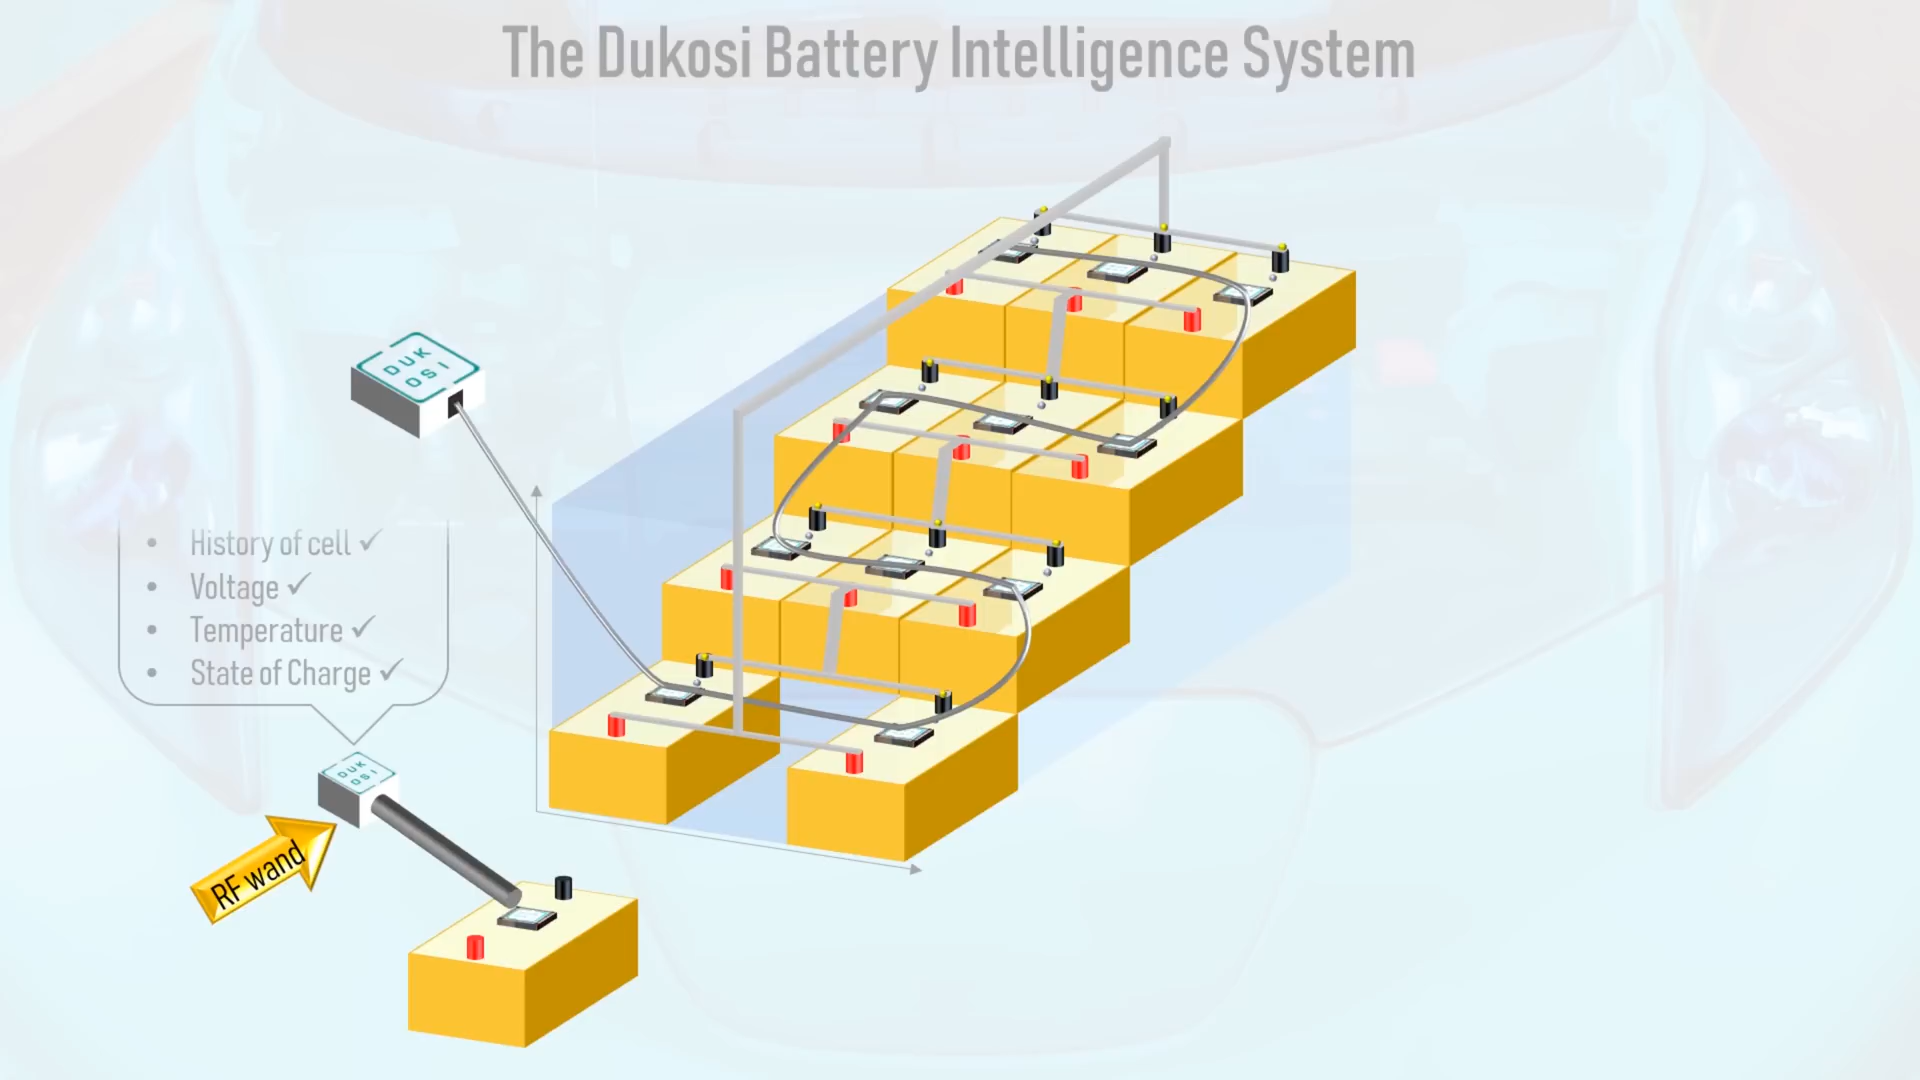 The Dukosi Battery Intelligence System
DUK
OSI
• History of cell ✓
• Voltage ✓
• Temperature ✓
• State of Charge ✓
DUK
OSI
RF wand